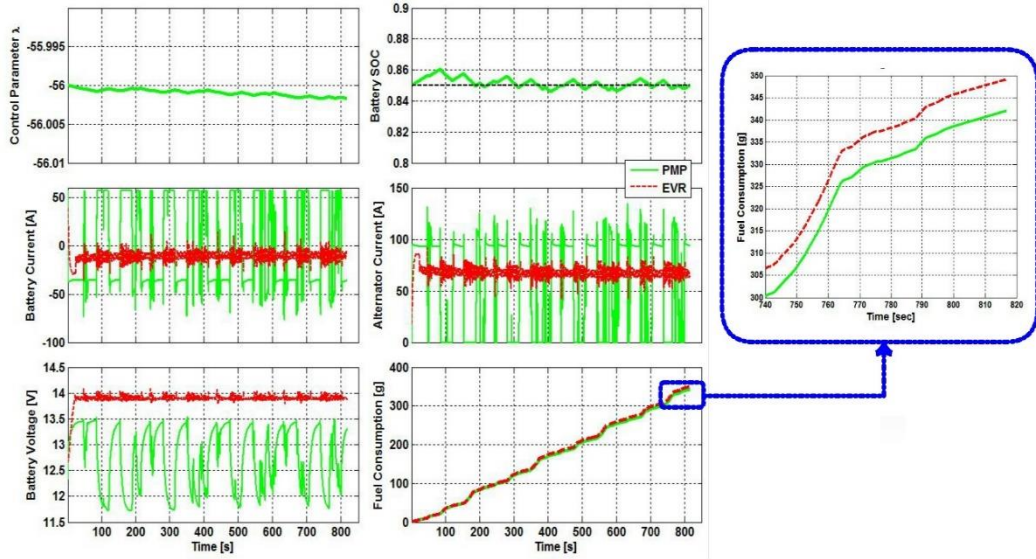 Control Parameter λ
-55.995
-56
-56.005
-56.01
Battery SOC
0.9
0.88
0.86
0.84
0.82
0.8
Battery Current [A]
50
0
-50
-100
Alternator Current [A]
150
100
50
0
PMP
EVR
Battery Voltage [V]
14.5
14
13.5
13
12.5
12
11.5
100 200 300 400 500 600 700 800
Time [s]
Fuel Consumption [g]
400
300
200
100
0
0 100 200 300 400 500 600 700 800
Time [s]
Fuel Consumption [g]
350
345
340
335
330
325
320
315
310
305
300
740 750 760 770 780 790 800 810 820
Time [sec]